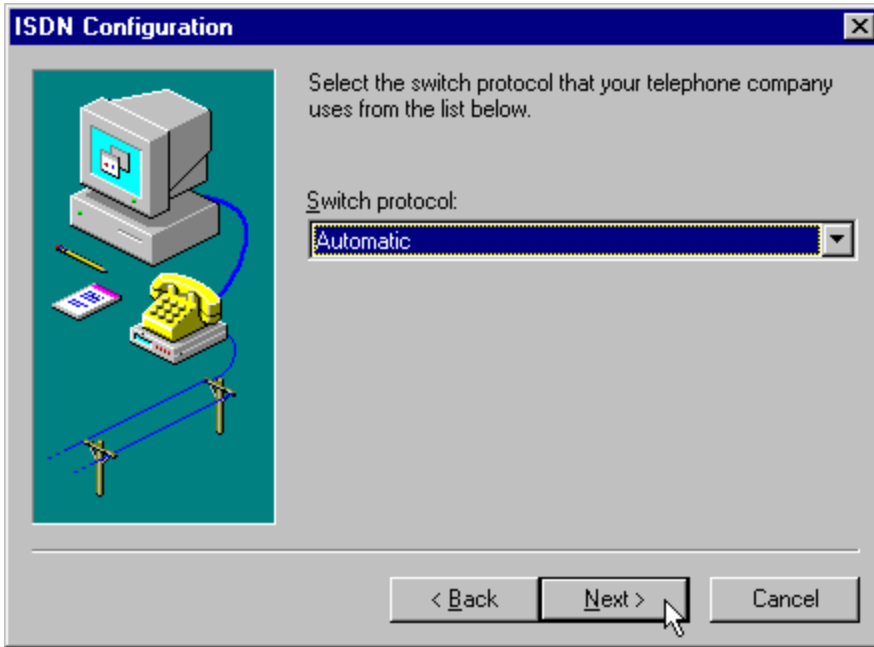 ISDN Configuration
Select the switch protocol that your telephone company
uses from the list below.
Switch protocol:
Automatic
< Back
Next >
Cancel